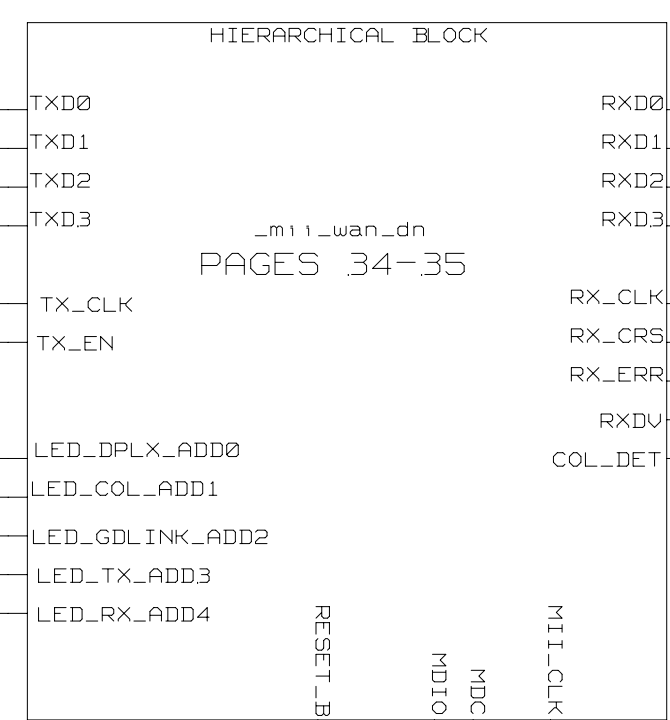 HIERARCHICAL BLOCK
TXD0
TXD1
TXD2
TXD3
RXD0
RXD1
RXD2
RXD3
_mii_wan_dn
PAGES 34-35
TX_CLK
TX_EN
RX_CLK
RX_CRS
RX_ERR
RXDV
COL_DET
LED_DPLX_ADD0
LED_COL_ADD1
LED_GDLINK_ADD2
LED_TX_ADD3
LED_RX_ADD4
RESET_B
MDIO
MDC
MII_CLK